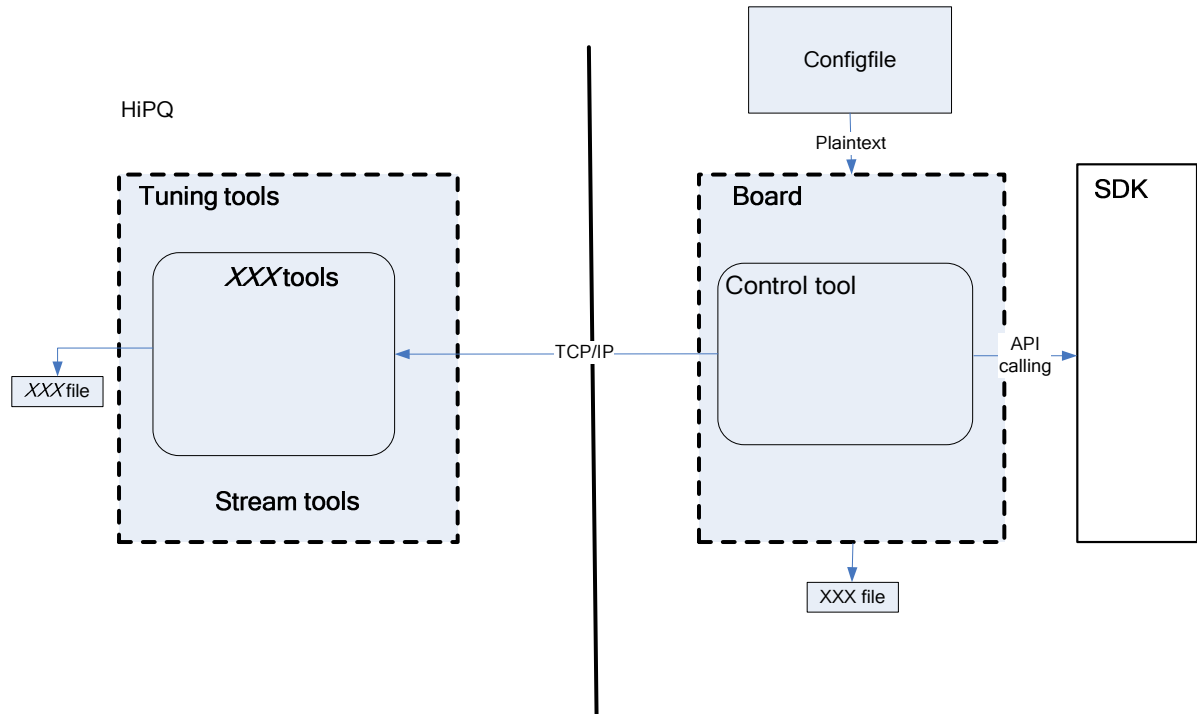 HiPQ
Tuning tools
XXX tools
XXX file
Stream tools
TCP/IP
Configfile
Plaintext
Board
Control tool
API
calling
SDK
XXX file